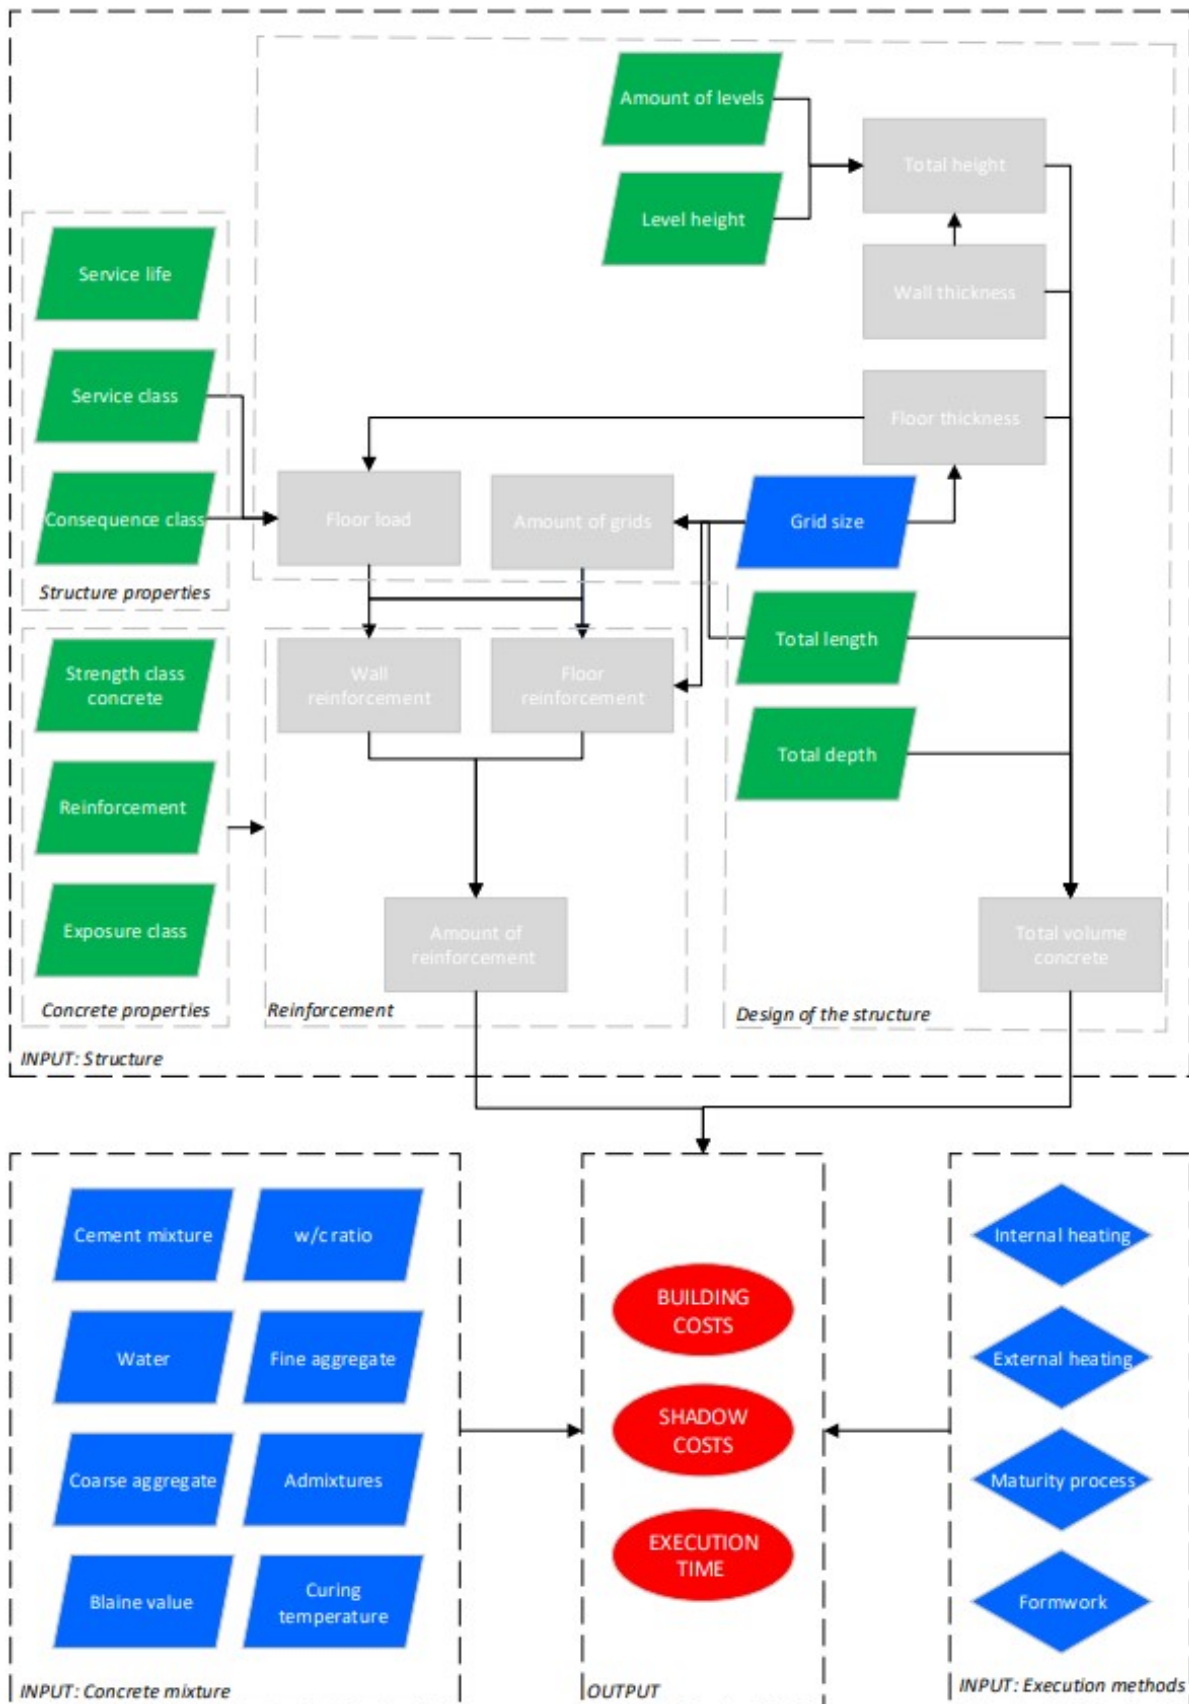 Amount of levels
Total height
Level height
Service life
Wall thickness
Service class
Floor thickness
Consequence class
Floor load
Amount of grids
Grid size
Structure properties
Strength class
concrete
Wall
reinforcement
Floor
reinforcement
Total length
Total depth
Reinforcement
Exposure class
Amount of
reinforcement
Total volume
concrete
Concrete properties
Reinforcement
Design of the structure
INPUT: Structure
Cement mixture
w/c ratio
Water
Fine aggregate
Coarse aggregate
Admixtures
Blaine value
Curing
temperature
INPUT: Concrete mixture
BUILDING
COSTS
SHADOW
COSTS
EXECUTION
TIME
OUTPUT
Internal heating
External heating
Maturity process
Formwork
INPUT: Execution methods